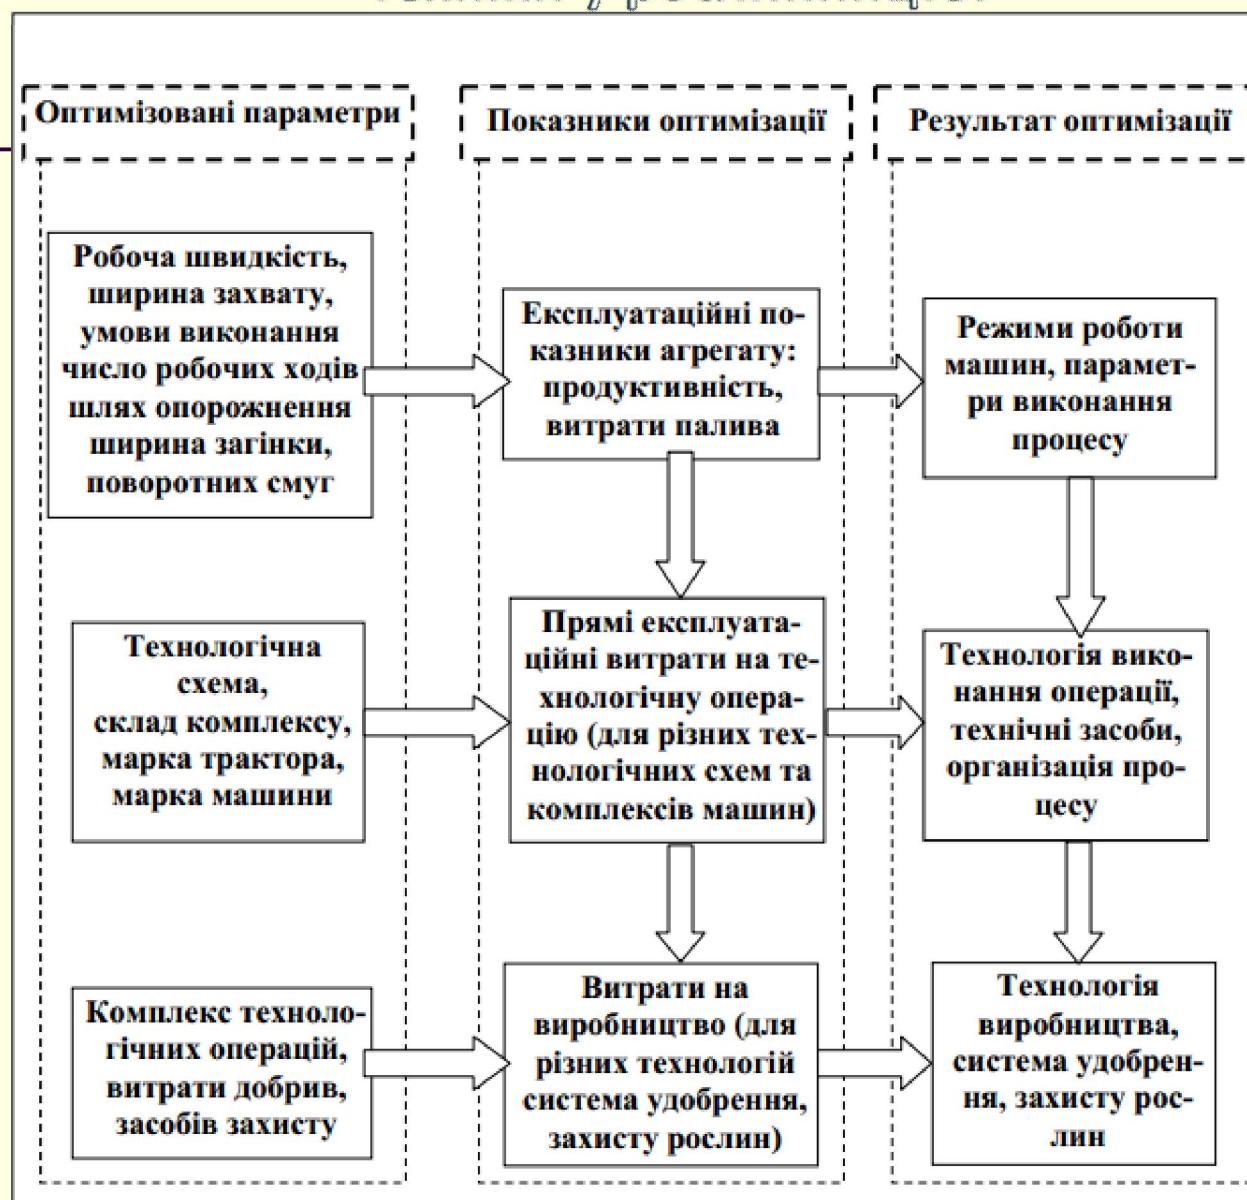 Оптимізовані параметри
Показники оптимізації
Результат оптимізації
Робоча швидкість,
ширина захвату,
умови виконання
число робочих ходів
шлях опорожнення
ширина загінки,
поворотних смуг
Експлуатаційні по-
казники агрегату:
продуктивність,
витрати палива
Режими роботи
машин, парамет-
ри виконання
процесу
Технологічна
схема,
склад комплексу,
марка трактора,
марка машини
Прямі експлуата-
ційні витрати на те-
хнологічну опера-
цію (для різних тех-
нологічних схем та
комплексів машин)
Технологія вико-
нання операції,
технічні засоби,
організація про-
цесу
Комплекс техноло-
гічних операцій,
витрати добрив,
засобів захисту
Витрати на
виробництво (для
різних технологій
система удобрення,
захисту рослин)
Технологія
виробництва,
система удобрен-
ня, захисту рос-
лин